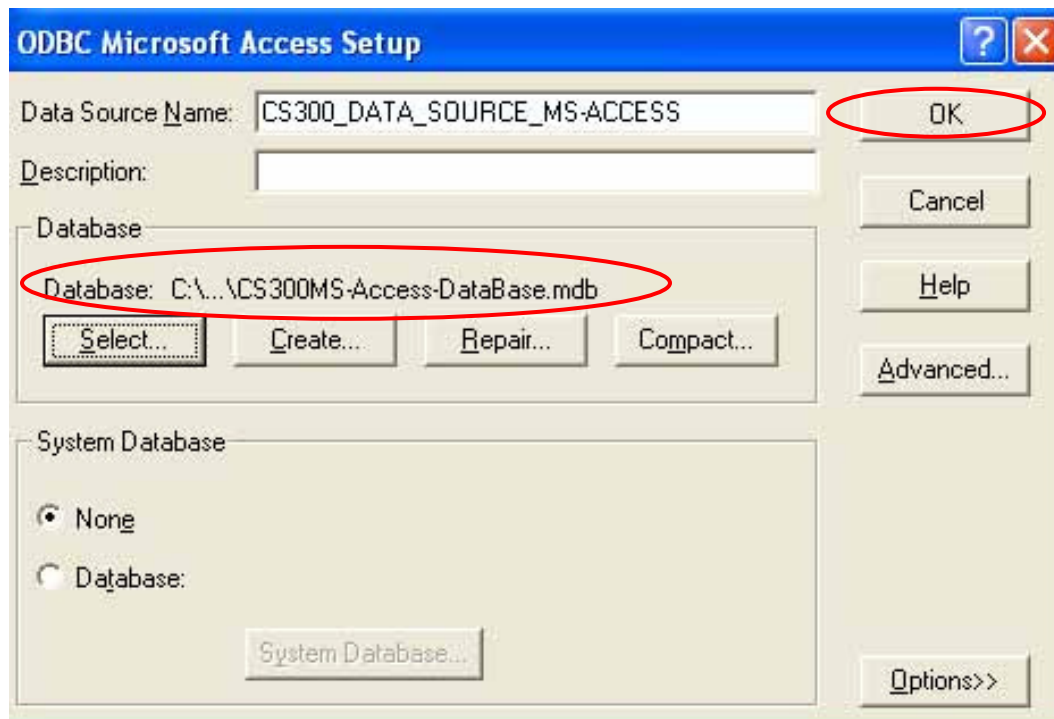 ODBC Microsoft Access Setup
Data Source Name: CS300_DATA_SOURCE_MS-ACCESS
OK
Description:
Cancel
Database
Database: C:\...\CS300MS-Access-DataBase.mdb
Help
Select... Create... Repair... Compact...
Advanced...
System Database
None
Database:
System Database...
Options>>